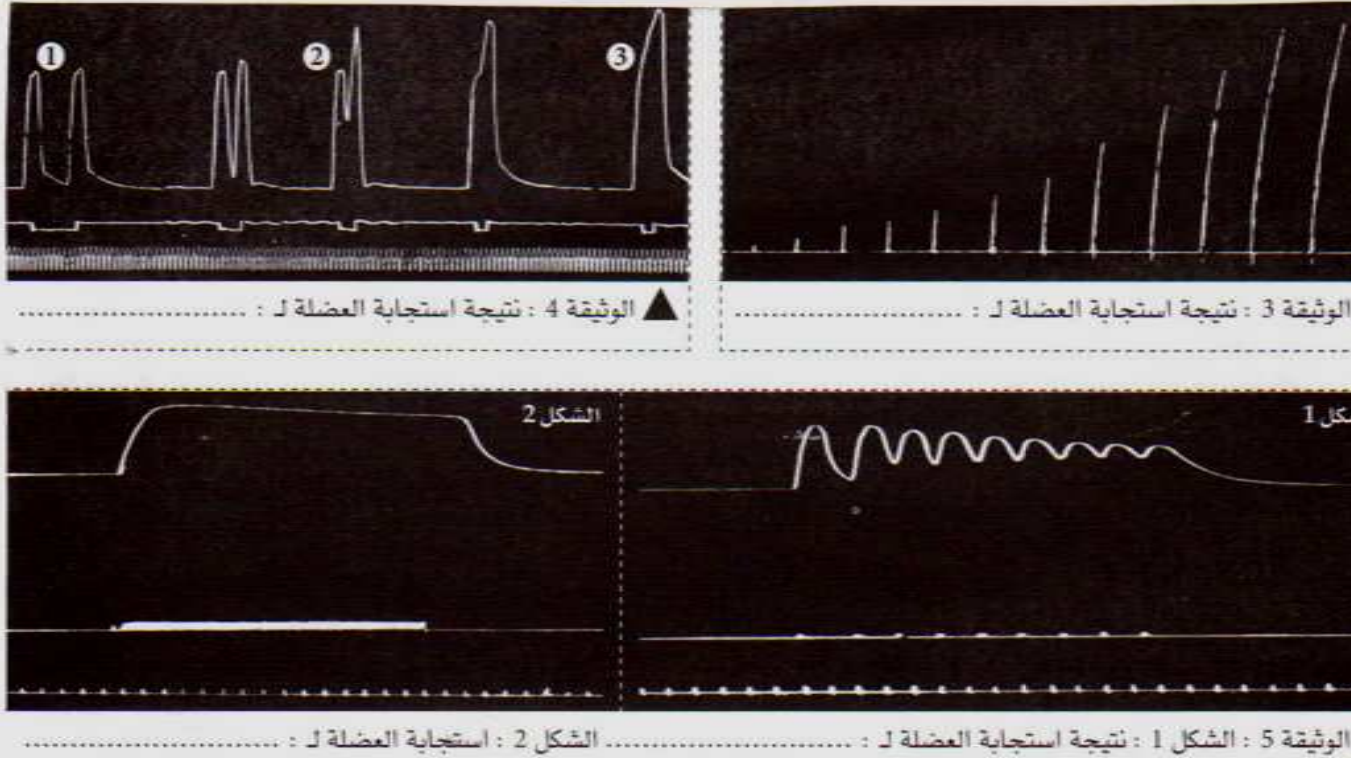 1
2
3
الوثيقة 3 : نتيجة استجابة العضلة لـ : ........................
الوثيقة 4 : نتيجة استجابة العضلة لـ : ........................
الشكل 1
الشكل 2
الوثيقة 5 : الشكل 1 : نتيجة استجابة العضلة لـ : ........................ الشكل 2 : استجابة العضلة لـ : ........................